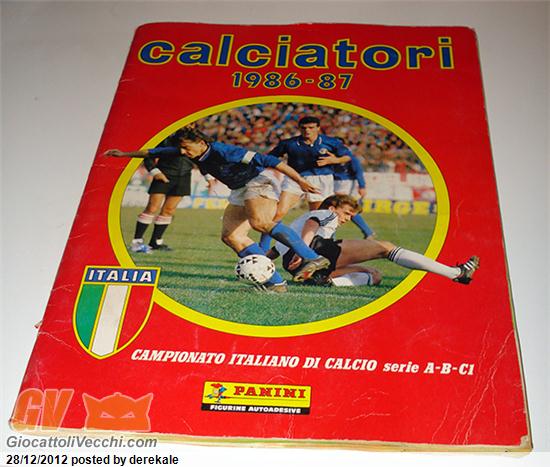 calciatori
1986-87
ITALIA
CAMPIONATO ITALIANO DI CALCIO serie A-B-C1
PANINI
FIGURINE AUTOADESIVE
GV
GiocattoliVecchi.com
28/12/2012 posted by derekale